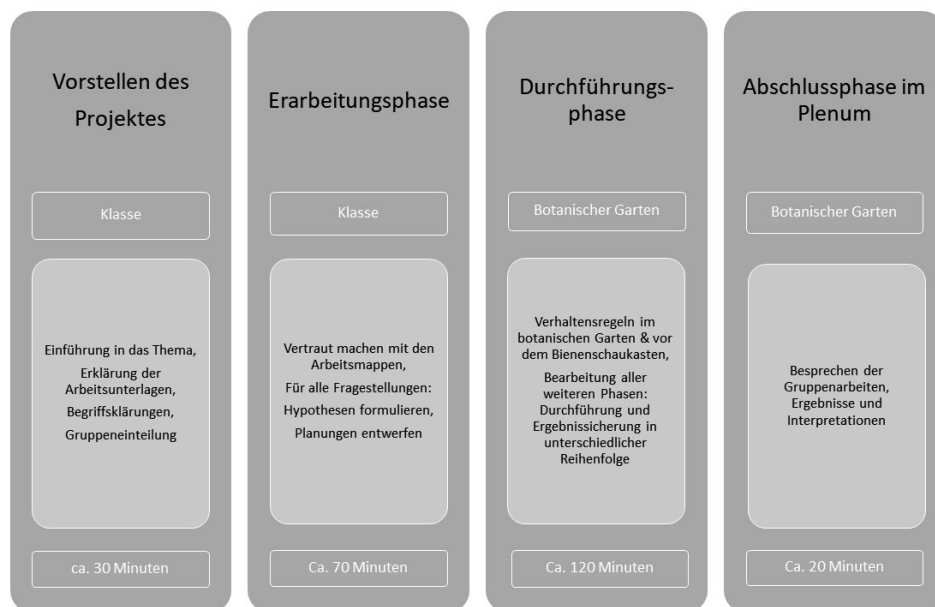 Vorstellen des
Projektes
Klasse
Einführung in das Thema,
Erklärung der
Arbeitsunterlagen,
Begriffsklärungen,
Gruppeneinteilung
ca. 30 Minuten
Erarbeitungsphase
Klasse
Vertraut machen mit den
Arbeitsmappen,
Für alle Fragestellungen:
Hypothesen formulieren,
Planungen entwerfen
Ca. 70 Minuten
Durchführungs-
phase
Botanischer Garten
Verhaltensregeln im
botanischen Garten & vor
dem Bienenschaukasten,
Bearbeitung aller
weiteren Phasen:
Durchführung und
Ergebnissicherung in
unterschiedlicher
Reihenfolge
Ca. 120 Minuten
Abschlussphase im
Plenum
Botanischer Garten
Besprechen der
Gruppenarbeiten,
Ergebnisse und
Interpretationen
Ca. 20 Minuten